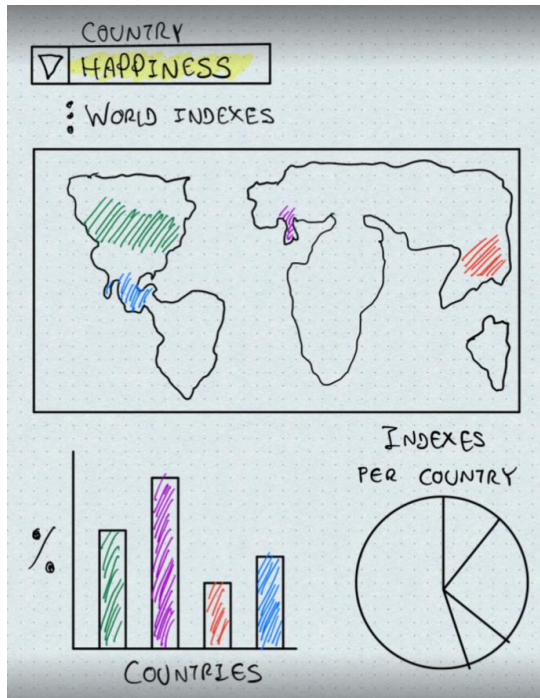 COUNTRY
HAPPINESS
WORLD INDEXES
INDEXES
PER COUNTRY
%
COUNTRIES